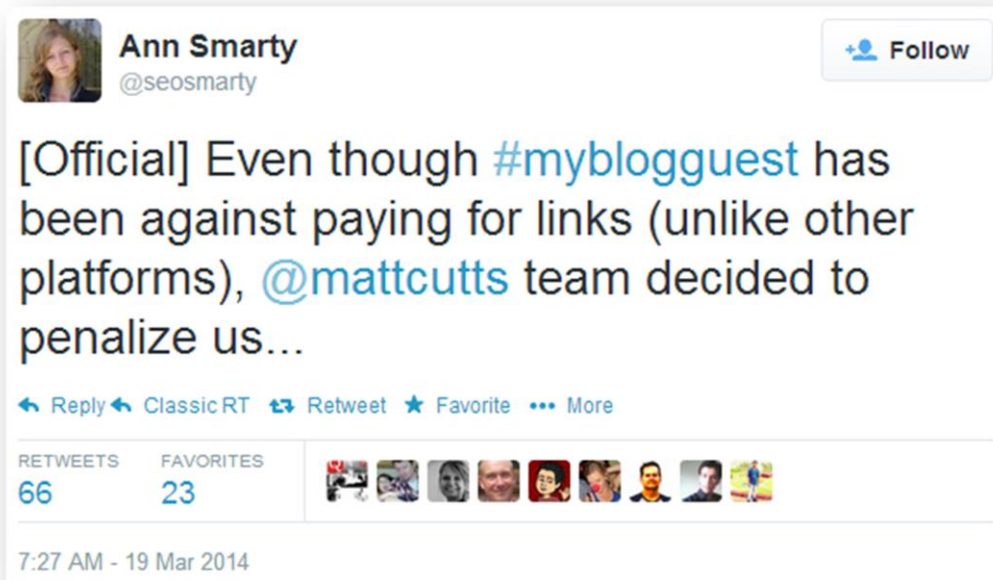 Ann Smarty
@seosmarty
Follow
[Official] Even though #myblogguest has
been against paying for links (unlike other
platforms), @mattcutts team decided to
penalize us...
Reply Classic RT Retweet Favorite More
RETWEETS FAVORITES
66 23
7:27 AM - 19 Mar 2014